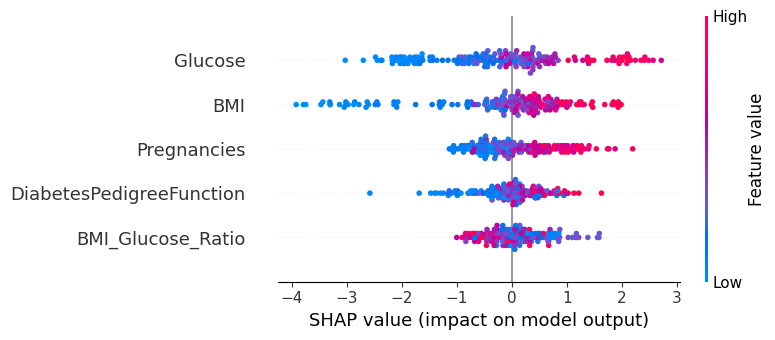 High
Glucose
BMI
Pregnancies
DiabetesPedigreeFunction
BMI_Glucose_Ratio
Feature value
Low
−4 −3 −2 −1 0 1 2 3
SHAP value (impact on model output)